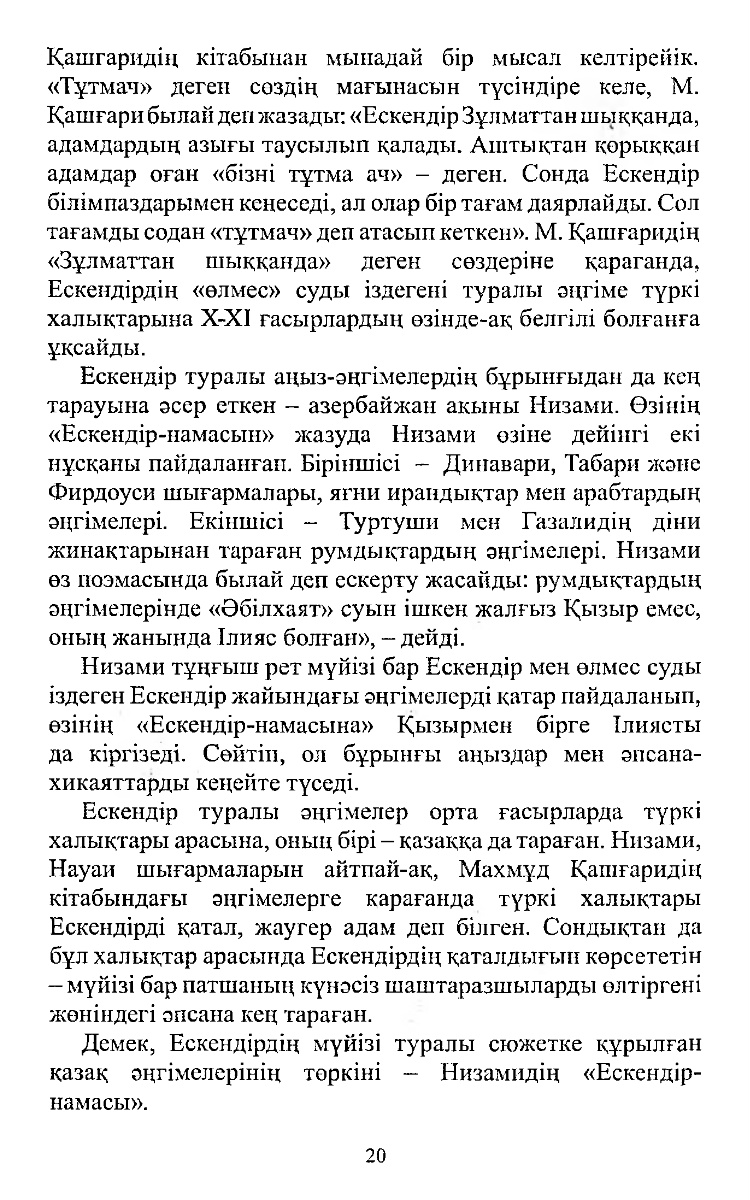 Қашғаридің кітабынан мынадай бір мысал келтірейік.
«Тұтмач» деген сөздің мағынасын түсіндіре келе, М.
Қашғари былай деп жазады: «Ескендір Зұлматтан шыққанда,
адамдардың азығы таусылып қалады. Аштықтан қорыққан
адамдар оған «бізні тұтма ач» – деген. Сонда Ескендір
білімпаздарымен кеңеседі, ал олар бір тағам даярлайды. Сол
тағамды содан «тұтмач» деп атасып кеткен». М. Қашғаридің
«Зұлматтан шыққанда» деген сөздеріне қараганда,
Ескендірдің «өлмес» суды іздегені туралы әңгіме түркі
халықтарына X-XI ғасырлардың өзінде-ақ белгілі болғанға
ұқсайды.
Ескендір туралы аңыз-әңгімелердің бұрынғыдан да кең
тарауына әсер еткен – азербайжан ақыны Низами. Өзінің
«Ескендір-намасын» жазуда Низами өзіне дейінгі екі
нұсқаны пайдаланған. Біріншісі – Динавари, Табари және
Фирдоуси шығармалары, яғни ирандықтар мен арабтардың
әңгімелері. Екіншісі – Туртуши мен Газалидің діни
жинақтарынан тараған румдықтардың әңгімелері. Низами
өз поэмасында былай деп ескерту жасайды: румдықтардың
әңгімелерінде «Әбілхаят» суын ішкен жалғыз Қызыр емес,
оның жанында Ілияс болған», – дейді.
Низами тұңғыш рет мүйізі бар Ескендір мен өлмес суды
іздеген Ескендір жайындағы әңгімелерді қатар пайдаланып,
өзінің «Ескендір-намасына» Қызырмен бірге Ілиясты
да кіргізеді. Сөйтіп, ол бұрынғы аңыздар мен әпсана-
хикаяттарды кеңейте түседі.
Ескендір туралы әңгімелер орта ғасырларда түркі
халықтары арасына, оның бірі – қазаққа да тараған. Низами,
Науаи шығармаларын айтпай-ақ, Махмұд Қашғаридің
кітабындағы әңгімелерге карағанда түркі халықтары
Ескендірді қатал, жаугер адам деп білген. Сондықтан да
бұл халықтар арасында Ескендірдің қаталдығын көрсететін
– мүйізі бар патшаның күнәсіз шаштаразшыларды өлтіргені
жөніндегі әпсана кең тараған.
Демек, Ескендірдің мүйізі туралы сюжетке құрылған
қазақ әңгімелерінің төркіні – Низамидің «Ескендір-
намасы».
20